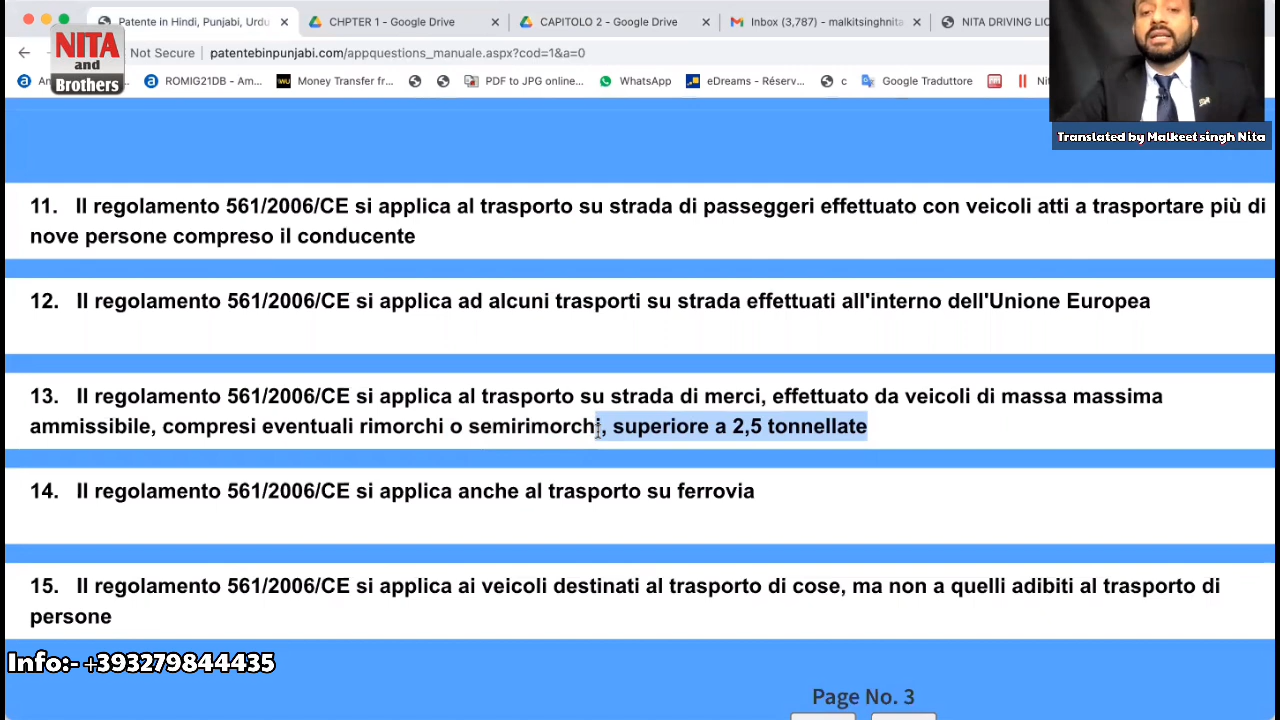 Patente in Hindi, Punjabi, Urdu
CHPTER 1 - Google Drive
CAPITOLO 2 - Google Drive
Inbox (3,787) - malkitsinghnita
NITA DRIVING LIC
NITA
and
Brothers
Not Secure
patentebinpunjabi.com/appquestions_manuale.aspx?cod=1&a=0
ROMIG21DB - Am...
Money Transfer fr...
PDF to JPG online...
WhatsApp
eDreams - Réserv...
c
Google Traduttore
Translated by Malkeet singh Nita
11. Il regolamento 561/2006/CE si applica al trasporto su strada di passeggeri effettuato con veicoli atti a trasportare più di
nove persone compreso il conducente
12. Il regolamento 561/2006/CE si applica ad alcuni trasporti su strada effettuati all'interno dell'Unione Europea
13. Il regolamento 561/2006/CE si applica al trasporto su strada di merci, effettuato da veicoli di massa massima
ammissibile, compresi eventuali rimorchi o semirimorchi, superiore a 2,5 tonnellate
14. Il regolamento 561/2006/CE si applica anche al trasporto su ferrovia
15. Il regolamento 561/2006/CE si applica ai veicoli destinati al trasporto di cose, ma non a quelli adibiti al trasporto di
persone
Info:- +393279844435
Page No. 3